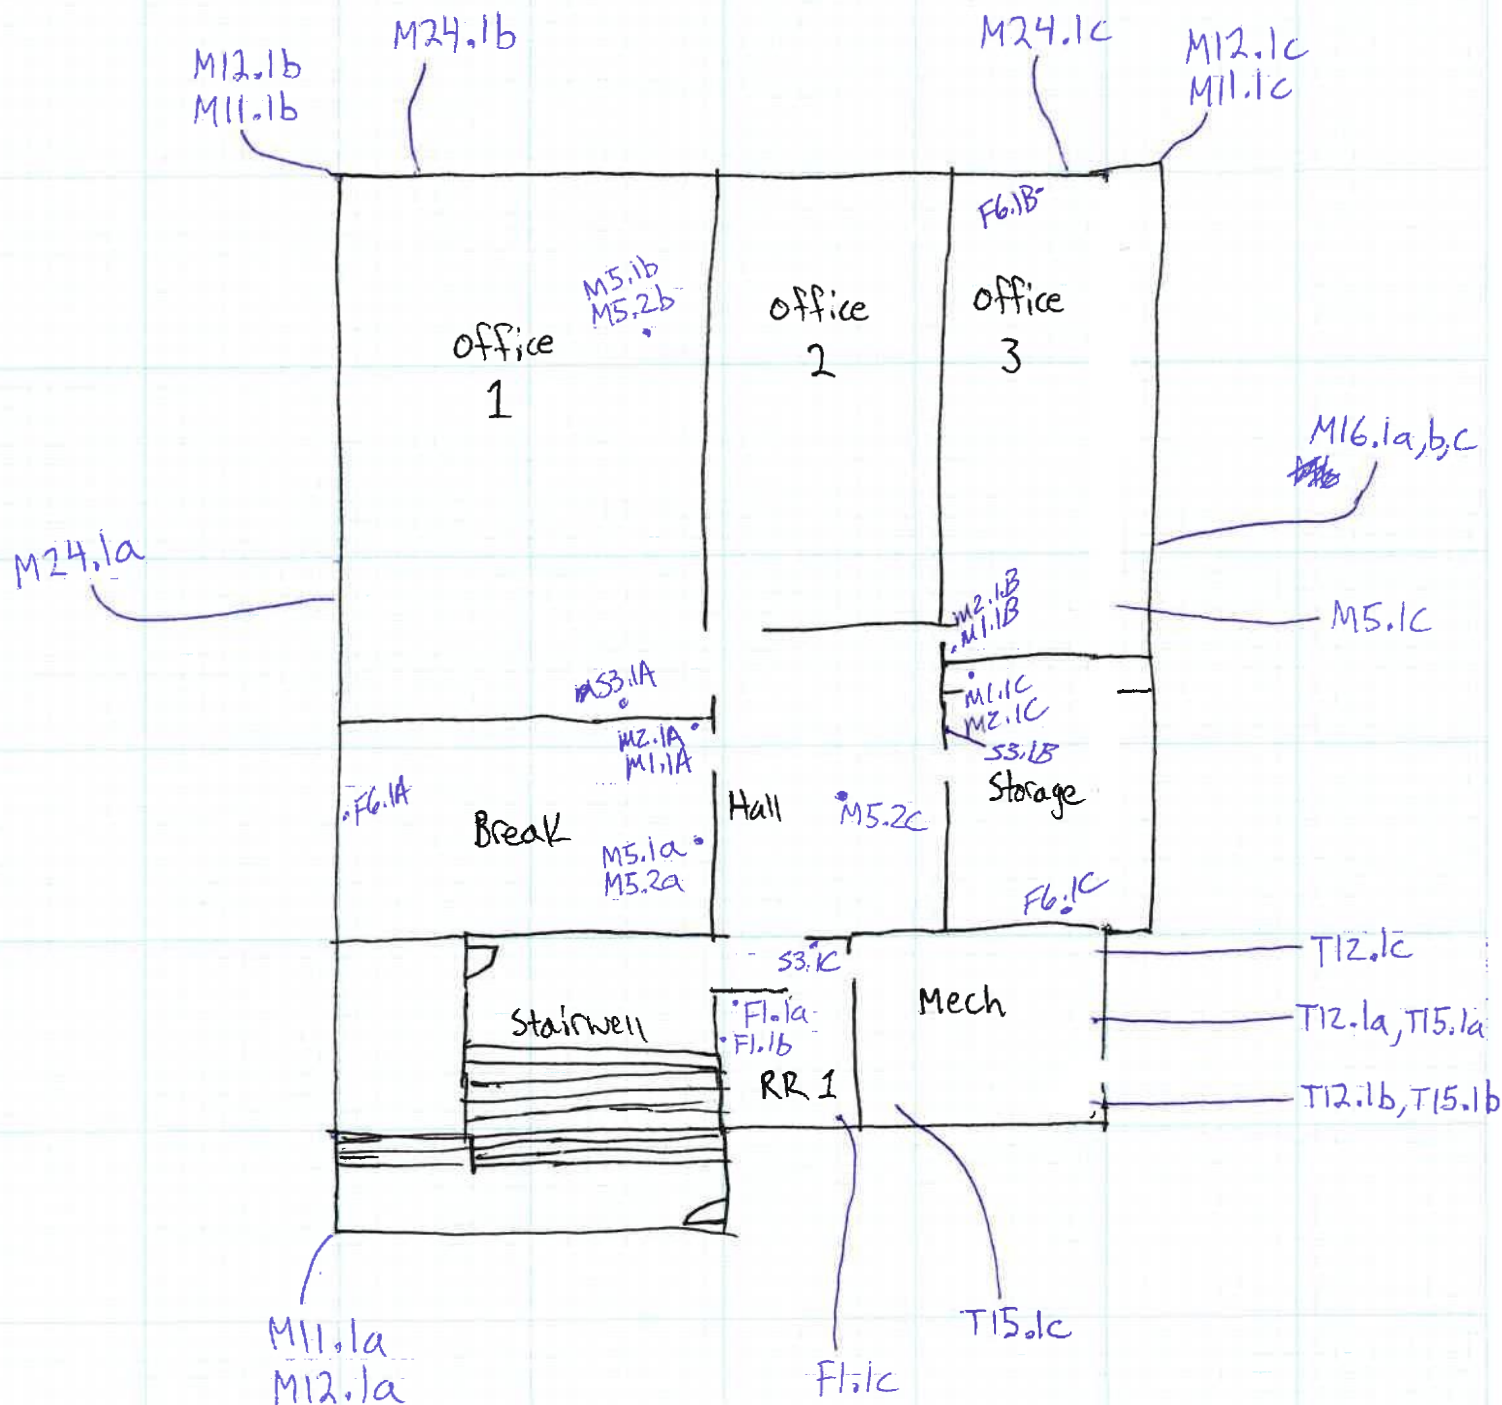 M24.1b
M24.1c
M12.1b
M11.1b
M12.1c
M11.1c
F6.1B
M5.1b
M5.2b
office
1
office
2
office
3
M16.1a,b,c
M24.1a
M2.1B
M1.1B
M5.1c
S3.1A
M2.1A
M1.1A
M1.1C
M2.1C
S3.1B
F6.1A
Break
Hall
M5.2c
Storage
M5.1a
M5.2a
F6.1C
S3.1C
T12.1c
F1.1a
F1.1b
Mech
Stairwell
T12.1a, T15.1a
RR 1
T12.1b, T15.1b
M11.1a
M12.1a
T15.1c
F1.1c